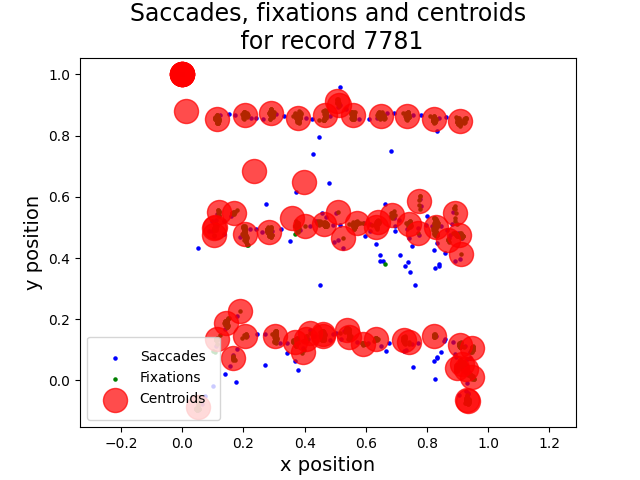 Saccades, fixations and centroids
for record 7781
1.0
0.8
0.6
0.4
0.2
0.0
y position
Saccades
Fixations
Centroids
−0.2 0.0 0.2 0.4 0.6 0.8 1.0 1.2
x position